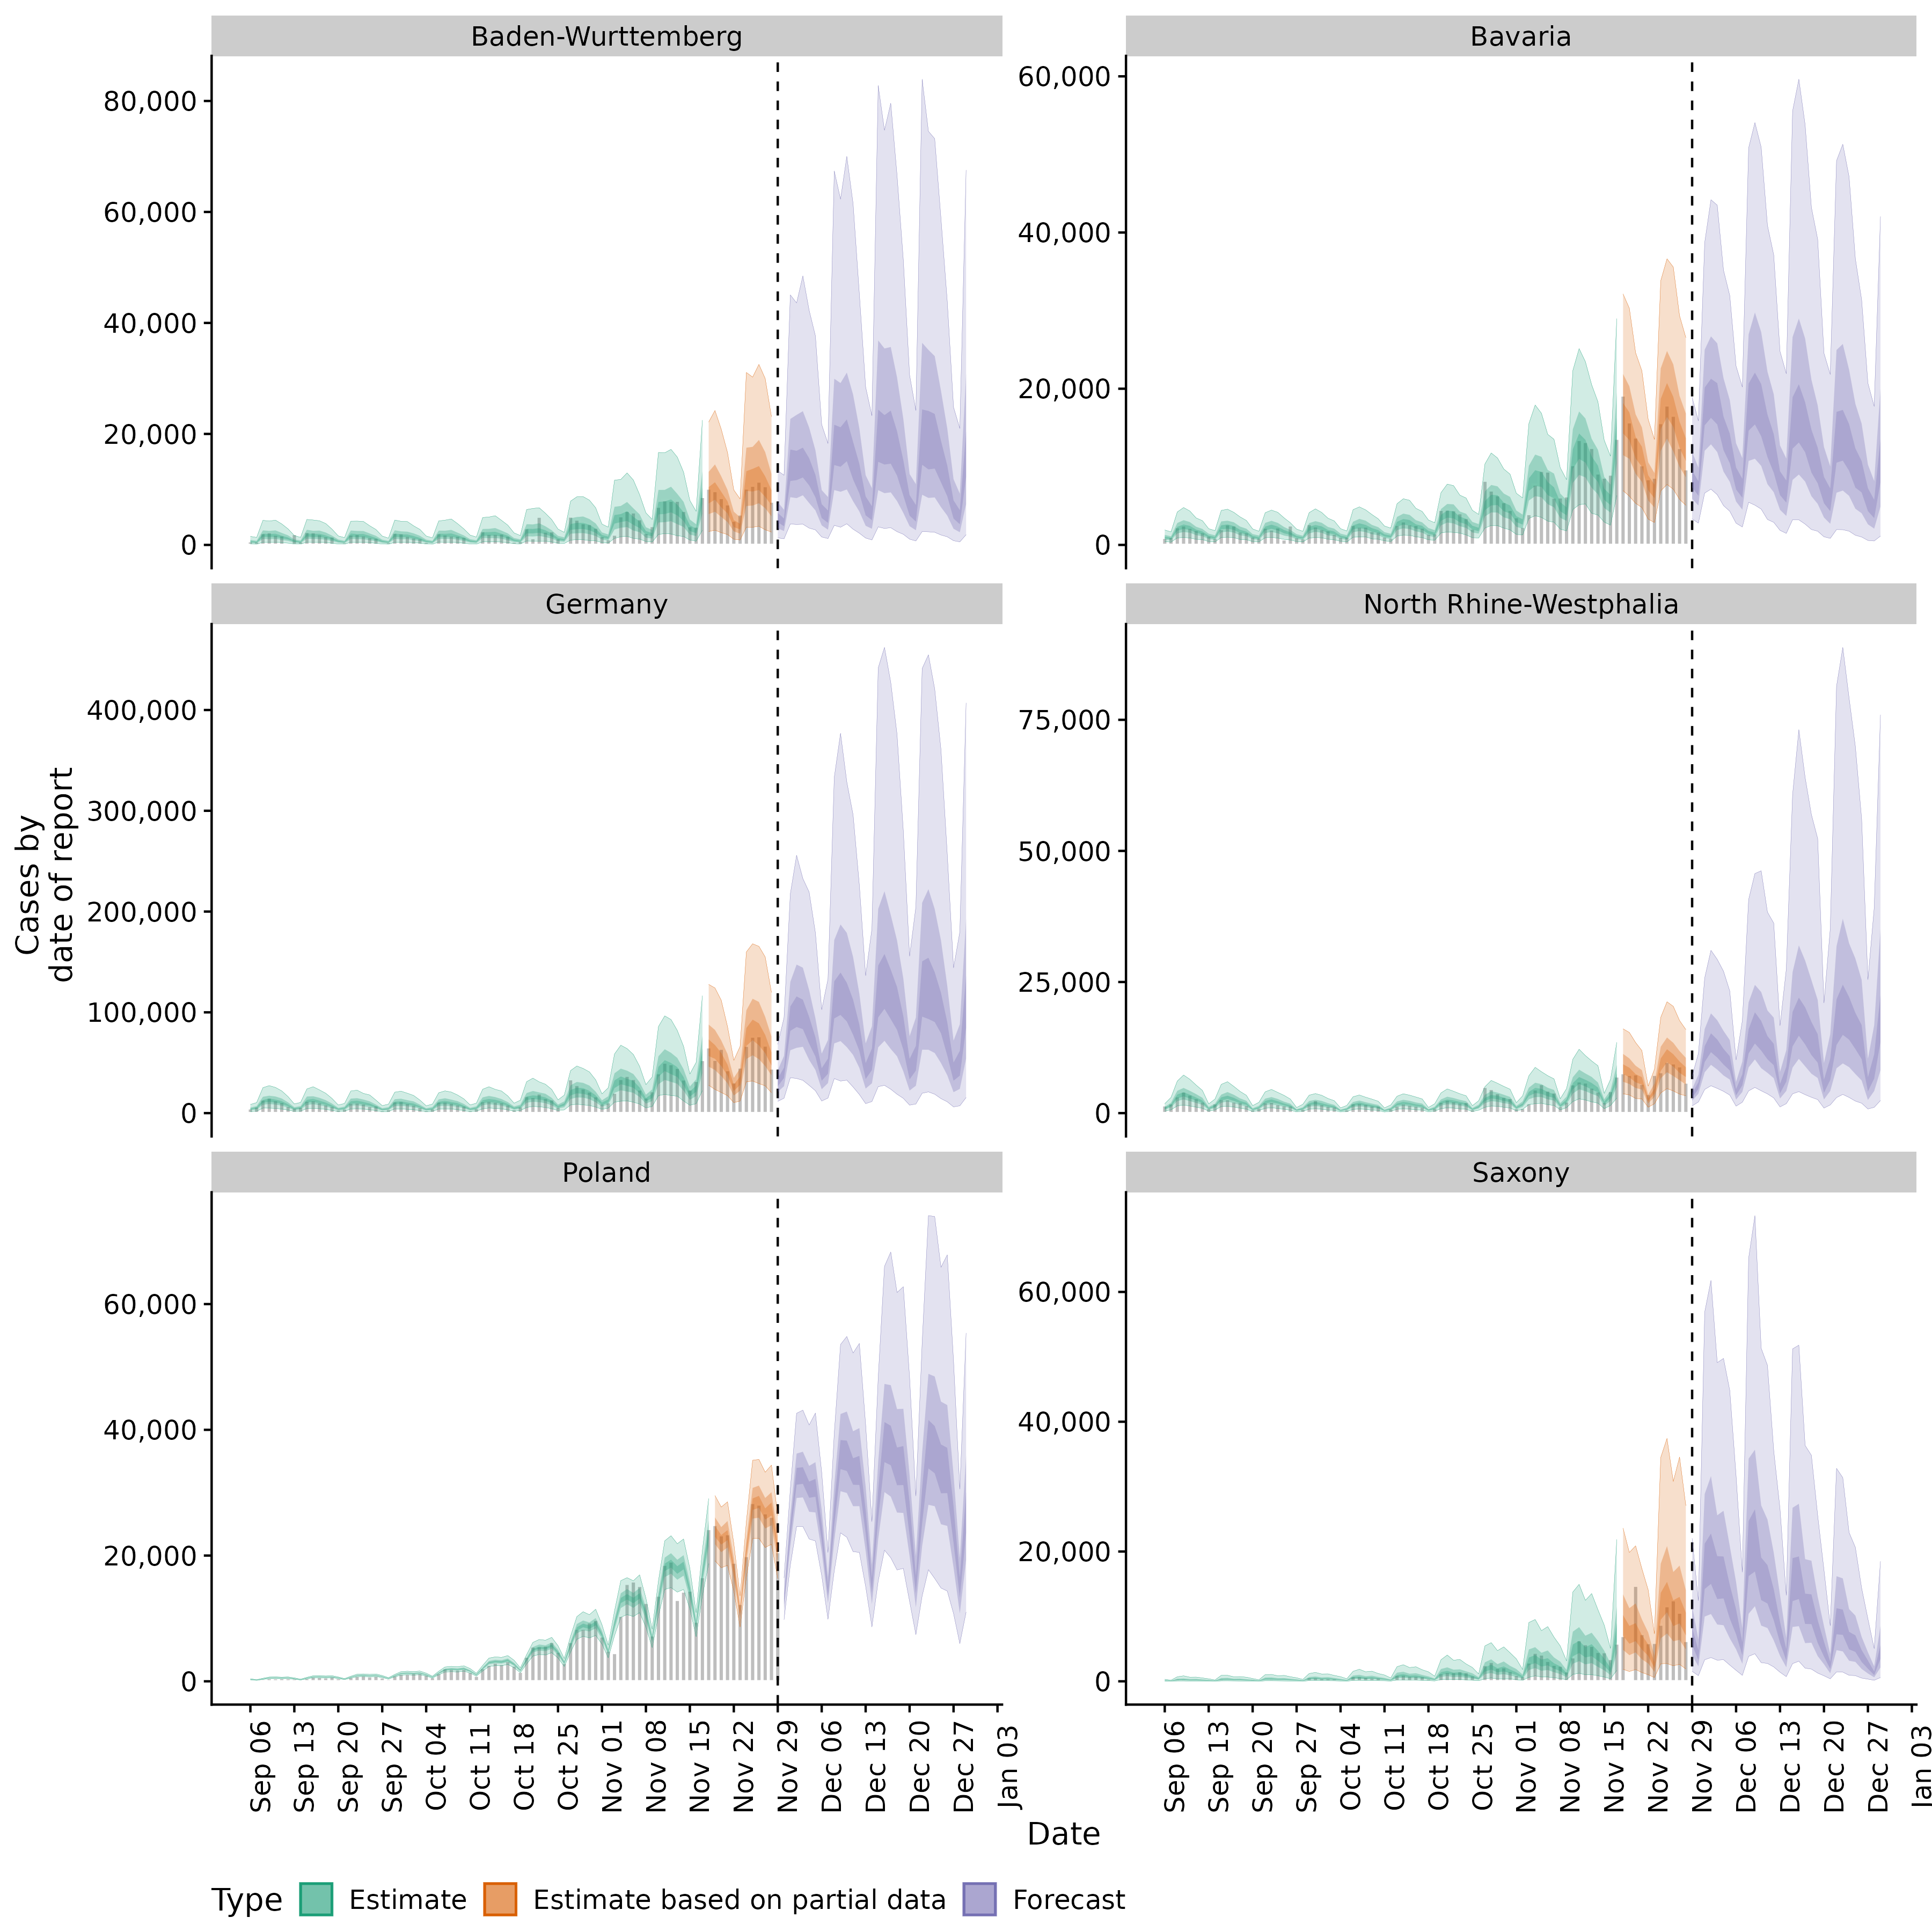 Baden-Wurttemberg
Bavaria
80,000
60,000
40,000
20,000
0
60,000
40,000
20,000
0
Germany
North Rhine-Westphalia
400,000
300,000
200,000
100,000
0
75,000
50,000
25,000
0
Poland
Saxony
60,000
40,000
20,000
0
60,000
40,000
20,000
0
Cases by
date of report
Sep 06
Sep 13
Sep 20
Sep 27
Oct 04
Oct 11
Oct 18
Oct 25
Nov 01
Nov 08
Nov 15
Nov 22
Nov 29
Dec 06
Dec 13
Dec 20
Dec 27
Jan 03
Sep 06
Sep 13
Sep 20
Sep 27
Oct 04
Oct 11
Oct 18
Oct 25
Nov 01
Nov 08
Nov 15
Nov 22
Nov 29
Dec 06
Dec 13
Dec 20
Dec 27
Jan 03
Date
Type Estimate Estimate based on partial data Forecast